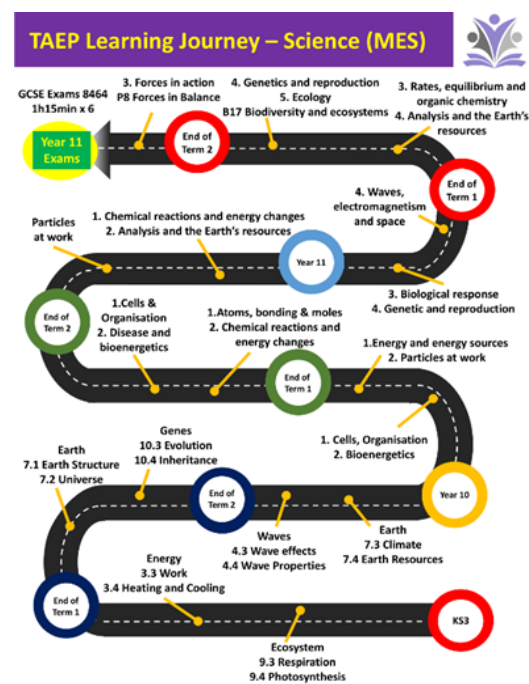 TAEP Learning Journey – Science (MES)
GCSE Exams 8464
1h15min x 6
3. Forces in action
P8 Forces in Balance
4. Genetics and reproduction
5. Ecology
B17 Biodiversity and ecosystems
3. Rates, equilibrium and
organic chemistry
4. Analysis and the Earth's
resources
Year 11
Exams
End of
Term 2
End of
Term 1
4. Waves,
electromagnetism
and space
Particles
at work
1. Chemical reactions and energy changes
2. Analysis and the Earth's resources
Year 11
3. Biological response
4. Genetic and reproduction
End of
Term 2
1.Cells &
Organisation
2. Disease and
bioenergetics
1.Atoms, bonding & moles
2. Chemical reactions and
energy changes
End of
Term 1
1.Energy and energy sources
2. Particles at work
1. Cells, Organisation
2. Bioenergetics
Earth
7.1 Earth Structure
7.2 Universe
Genes
10.3 Evolution
10.4 Inheritance
End of
Term 2
Year 10
Waves
4.3 Wave effects
4.4 Wave Properties
Earth
7.3 Climate
7.4 Earth Resources
Energy
3.3 Work
3.4 Heating and Cooling
End of
Term 1
KS3
Ecosystem
9.3 Respiration
9.4 Photosynthesis